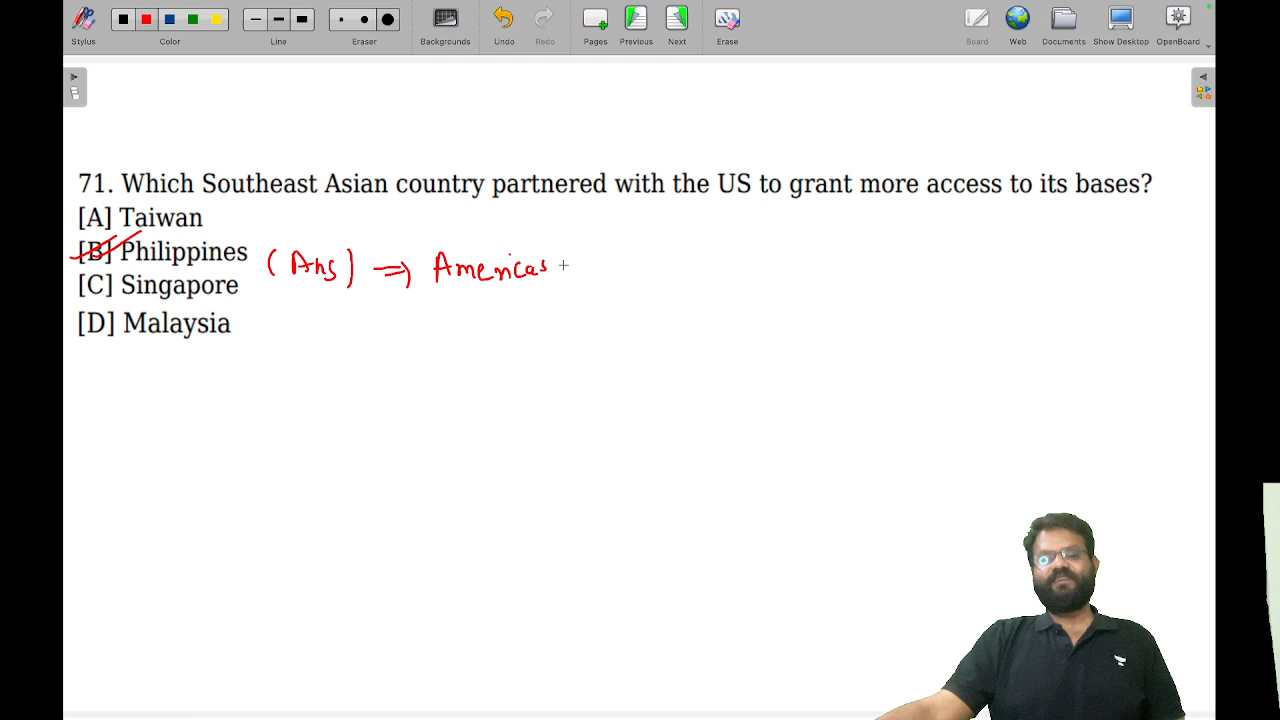 Stylus
Color
Line
Eraser
Backgrounds
Undo
Redo
Pages
Previous
Next
Erase
Board
Web
Documents
Show Desktop
OpenBoard
71. Which Southeast Asian country partnered with the US to grant more access to its bases?
[A] Taiwan
[B] Philippines (Ans) ⇒ Americas
[C] Singapore
[D] Malaysia